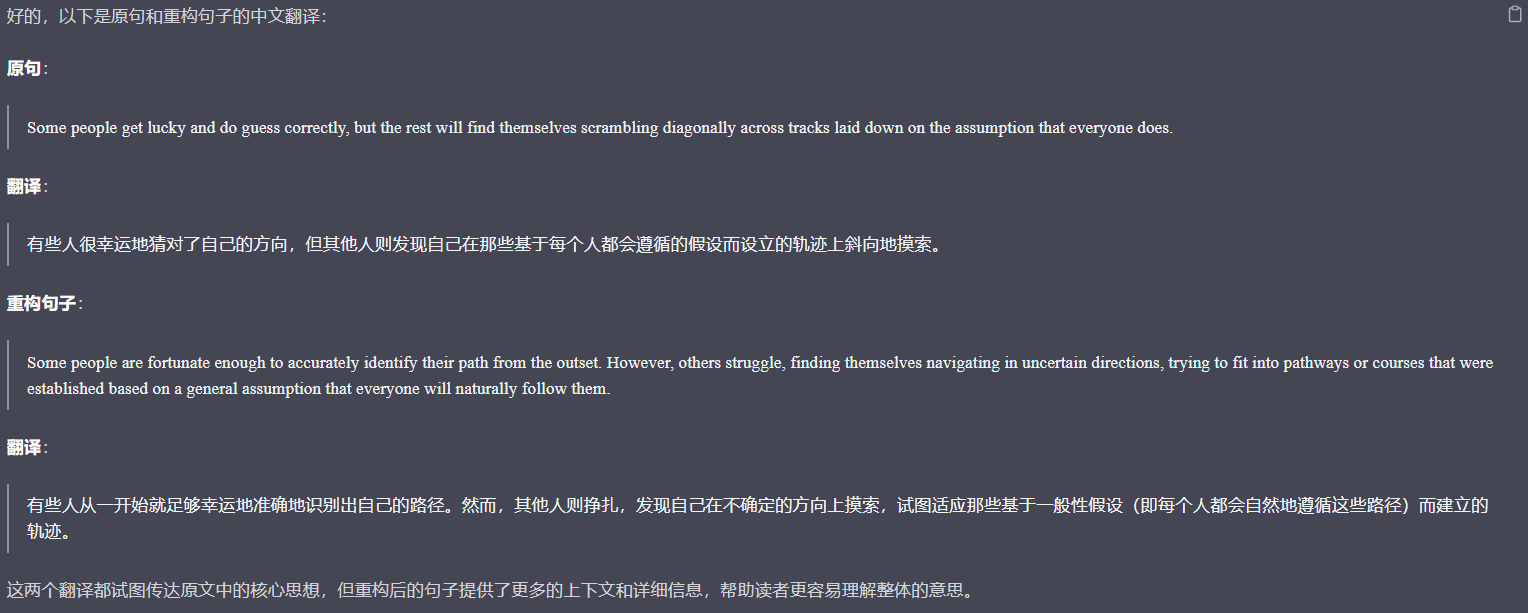 好的，以下是原句和重构句子的中文翻译：
原句：
Some people get lucky and do guess correctly, but the rest will find themselves scrambling diagonally across tracks laid down on the assumption that everyone does.
翻译：
有些人很幸运地猜对了自己的方向，但其他人则发现自己在那些基于每个人都会遵循的假设而设立的轨迹上斜向地摸索。
重构句子：
Some people are fortunate enough to accurately identify their path from the outset. However, others struggle, finding themselves navigating in uncertain directions, trying to fit into pathways or courses that were
established based on a general assumption that everyone will naturally follow them.
翻译：
有些人从一开始就足够幸运地准确地识别出自己的路径。然而，其他人则挣扎，发现自己在不确定的方向上摸索，试图适应那些基于一般性假设（即每个人都会自然地遵循这些路径）而建立的
轨迹。
这两个翻译都试图传达原文中的核心思想，但重构后的句子提供了更多的上下文和详细信息，帮助读者更容易理解整体的意思。